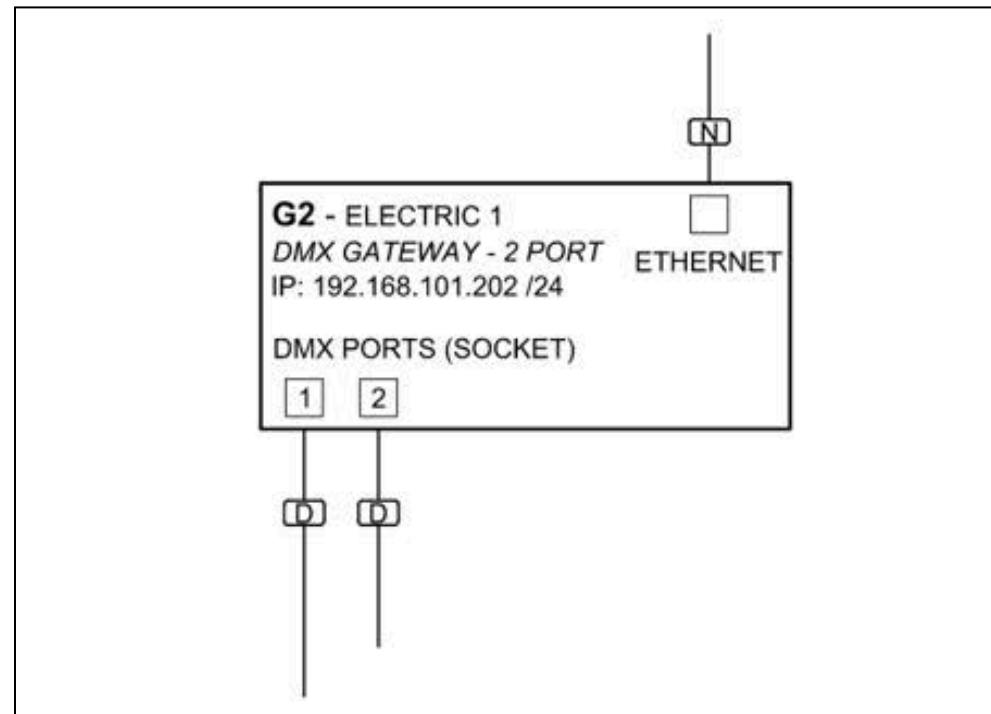 N
G2 - ELECTRIC 1
DMX GATEWAY - 2 PORT
ETHERNET
IP: 192.168.101.202 /24
DMX PORTS (SOCKET)
1 2
D D